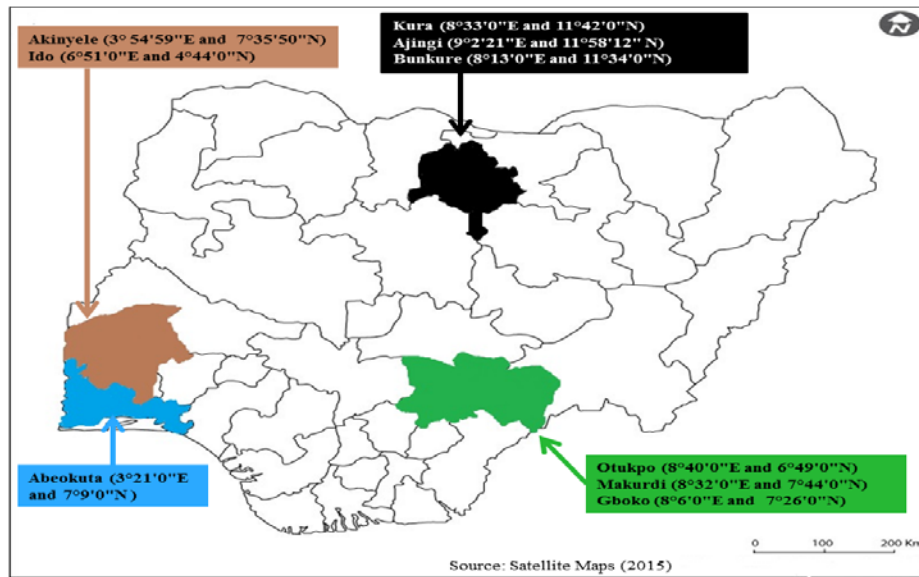 Akinyele (3° 54'59"E and 7°35'50"N)
Ido (6°51'0"E and 4°44'0"N)
Kura (8°33'0"E and 11°42'0"N)
Ajingi (9°2'21"E and 11°58'12" N)
Bunkure (8°13'0"E and 11°34'0"N)
N
Abeokuta (3°21'0"E
and 7°9'0"N)
Otukpo (8°40'0"E and 6°49'0"N)
Makurdi (8°32'0"E and 7°44'0"N)
Gboko (8°6'0"E and 7°26'0"N)
0 100 200 Km
Source: Satellite Maps (2015)